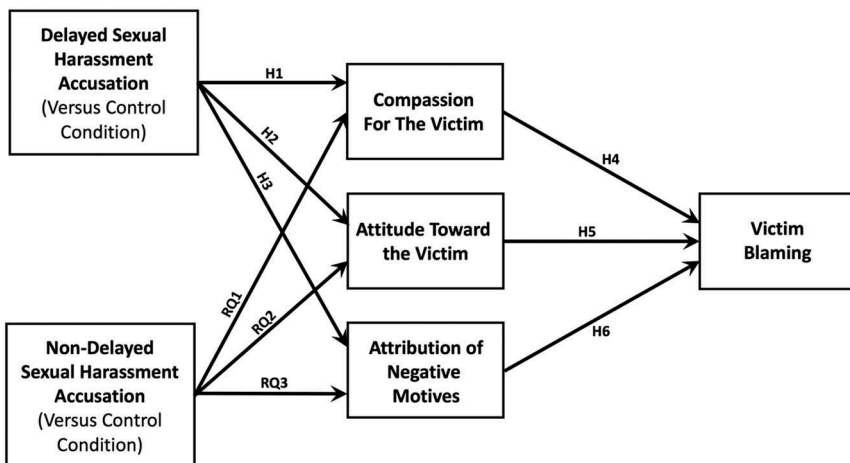 Delayed Sexual
Harassment
Accusation
(Versus Control
Condition)
H1
H2
H3
Compassion
For The Victim
H4
Attitude Toward
the Victim
H5
Victim
Blaming
RQ1
RQ2
RQ3
Non-Delayed
Sexual Harassment
Accusation
(Versus Control
Condition)
Attribution of
Negative
Motives
H6